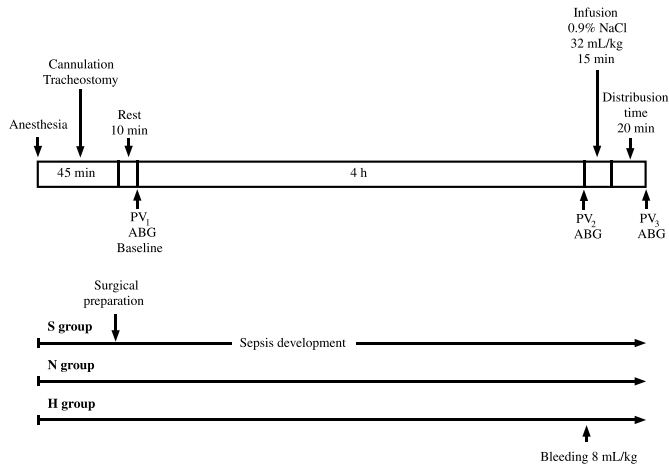 Infusion
0.9% NaCl
32 mL/kg
15 min
Cannulation
Tracheostomy
Distribusion
time
20 min
Rest
10 min
Anesthesia
45 min
4 h
PV1
ABG
Baseline
PV2
ABG
PV3
ABG
Surgical
preparation
S group
Sepsis development
N group
H group
Bleeding 8 mL/kg